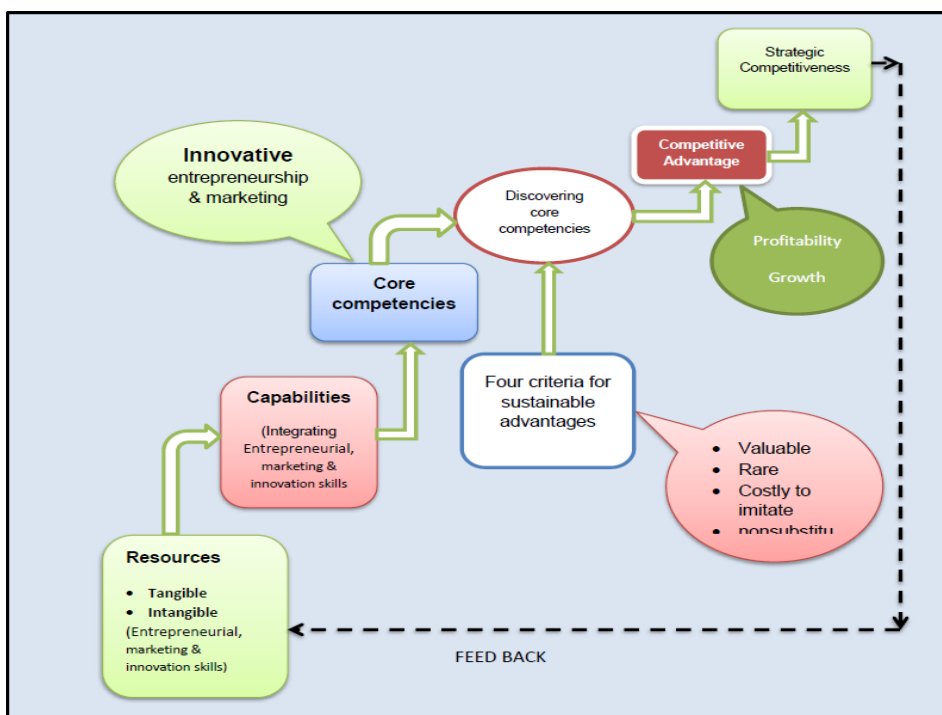 Strategic
Competitiveness
Competitive
Advantage
Profitability
Growth
Innovative
entrepreneurship
& marketing
Discovering
core
competencies
Core
competencies
Four criteria for
sustainable
advantages
• Valuable
• Rare
• Costly to
imitate
• nonsubstitu
Capabilities
(Integrating
Entrepreneurial,
marketing &
innovation skills
Resources
• Tangible
• Intangible
(Entrepreneurial,
marketing &
innovation skills)
FEED BACK